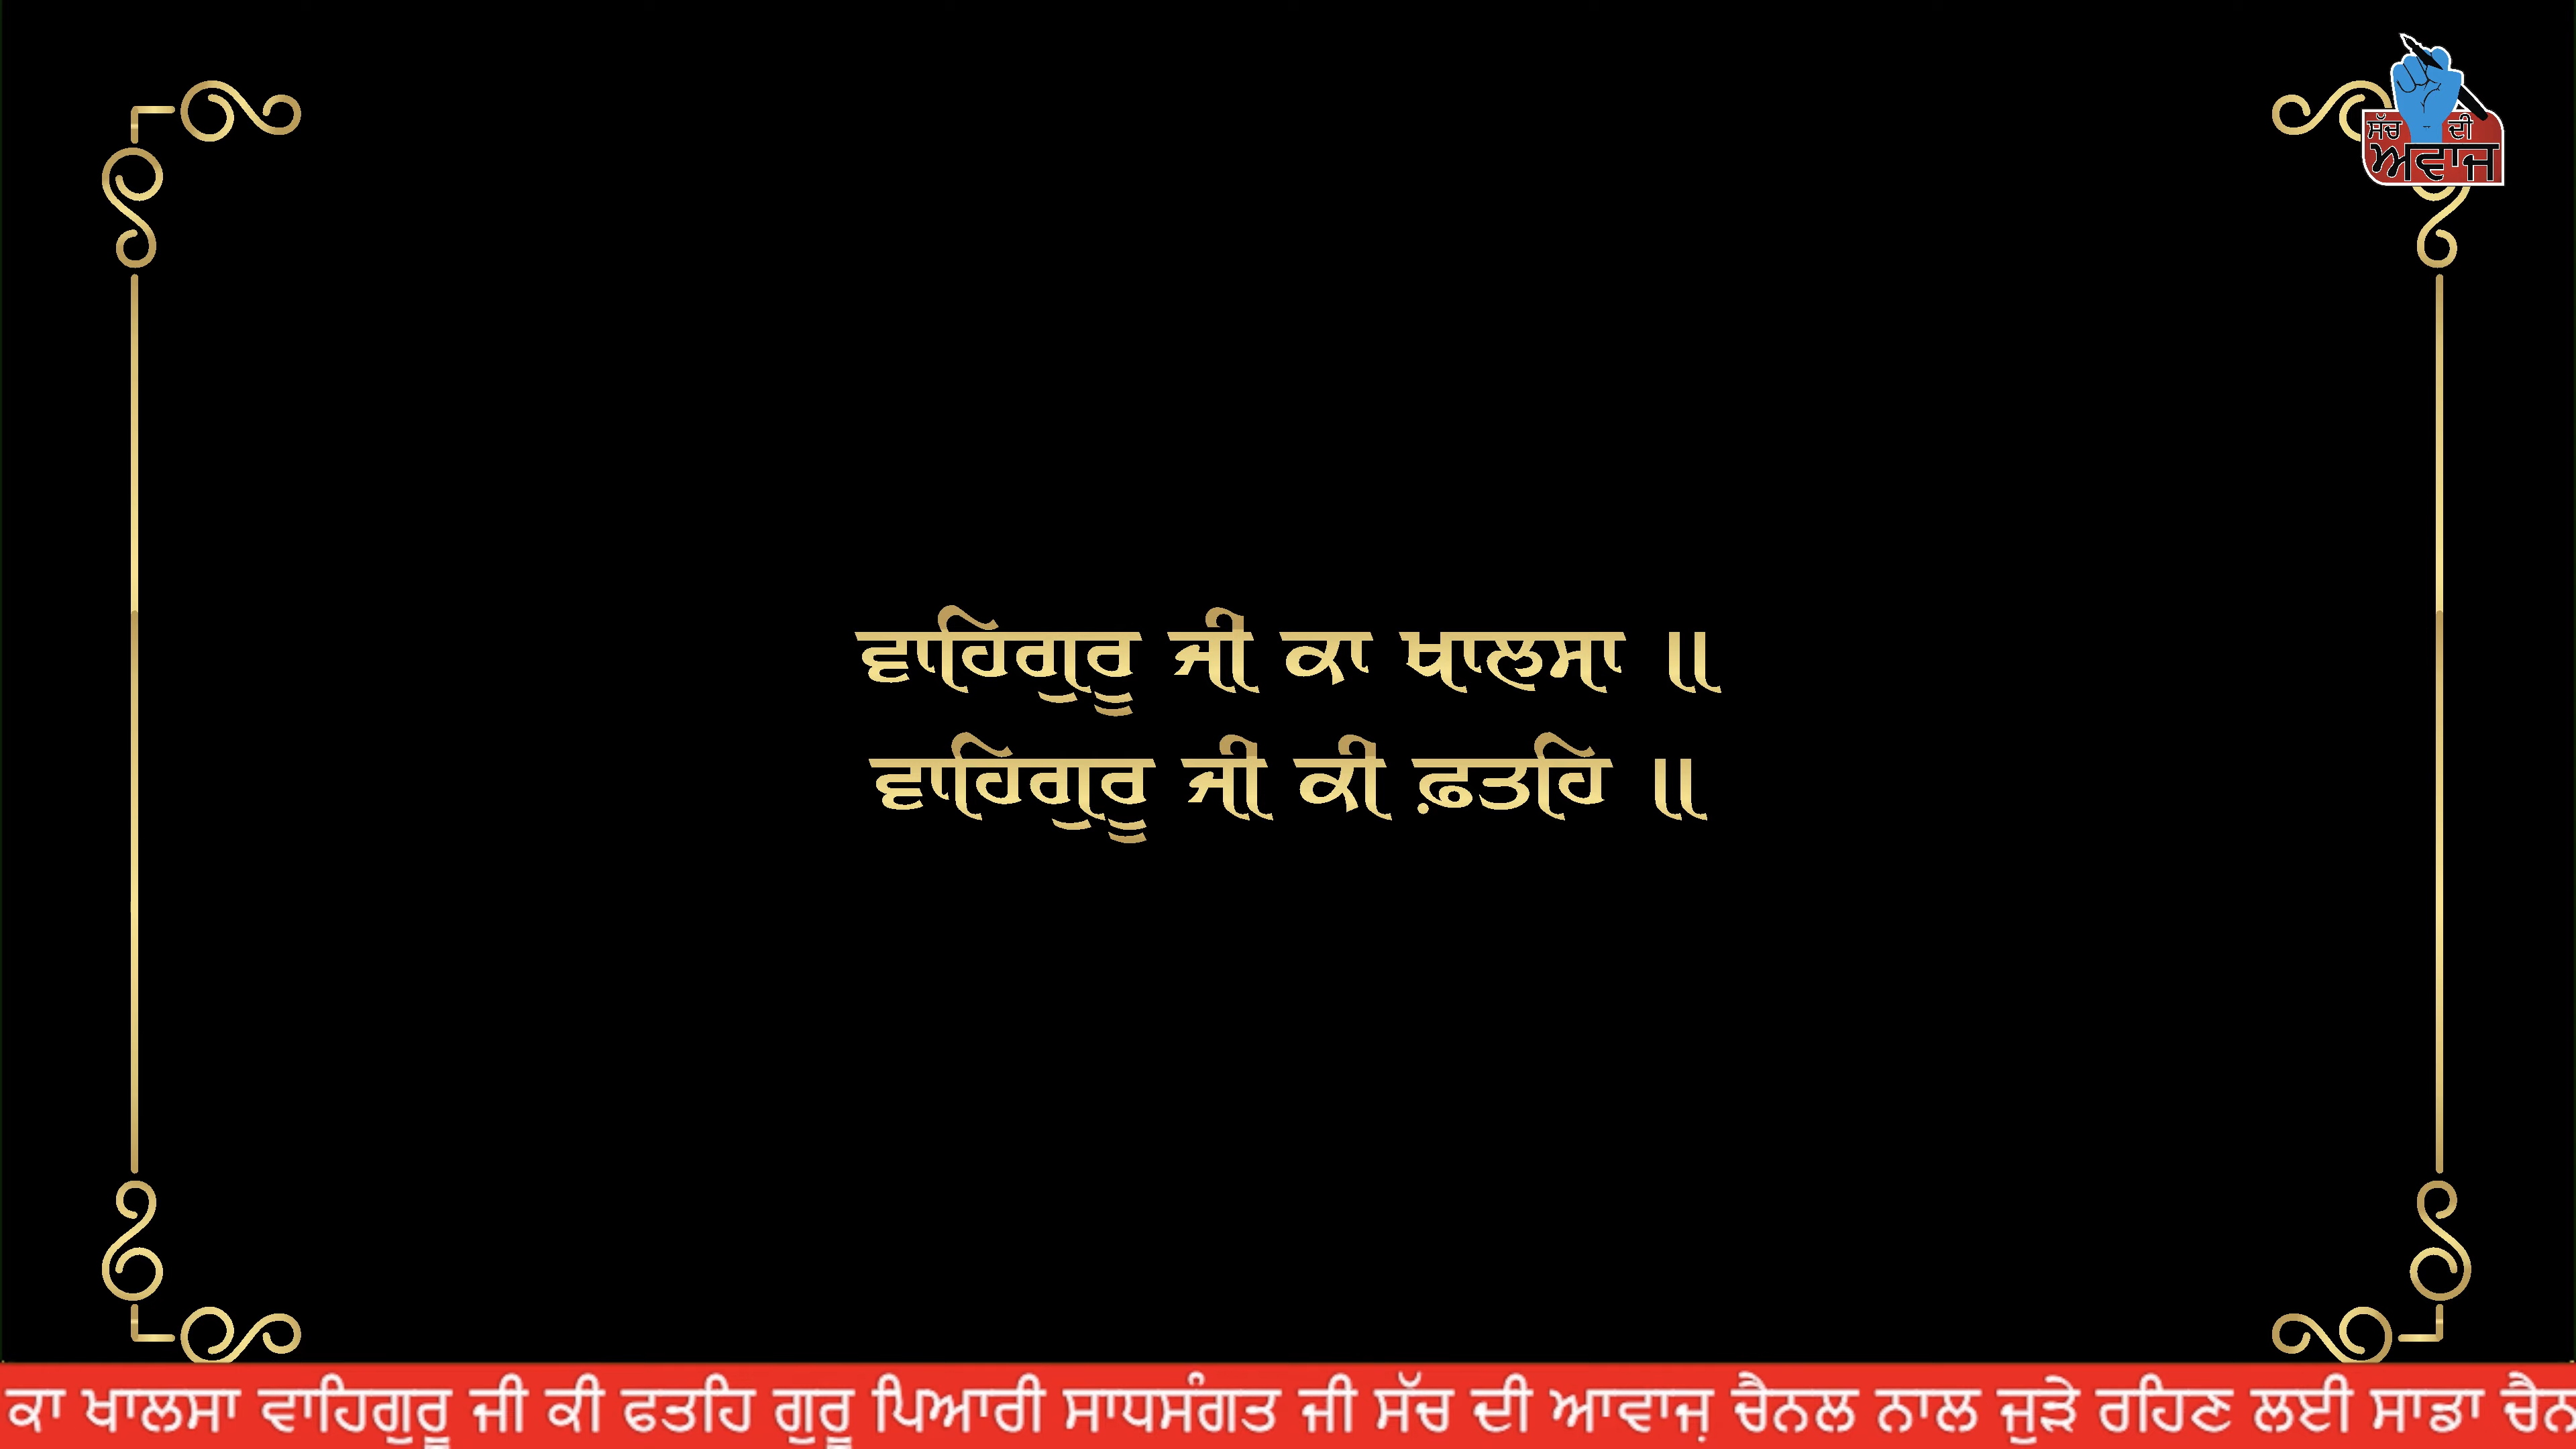 ਸੱਚ ਦੀ
ਅਵਾਜ
ਵਾਹਿਗੁਰੂ ਜੀ ਕਾ ਖਾਲਸਾ ॥
ਵਾਹਿਗੁਰੂ ਜੀ ਕੀ ਫ਼ਤਹਿ ॥
ਕਾ ਖਾਲਸਾ ਵਾਹਿਗੁਰੂ ਜੀ ਕੀ ਫਤਹਿ ਗੁਰੂ ਪਿਆਰੀ ਸਾਧਸੰਗਤ ਜੀ ਸੱਚ ਦੀ ਆਵਾਜ਼ ਚੈਨਲ ਨਾਲ ਜੁੜੇ ਰਹਿਣ ਲਈ ਸਾਡਾ